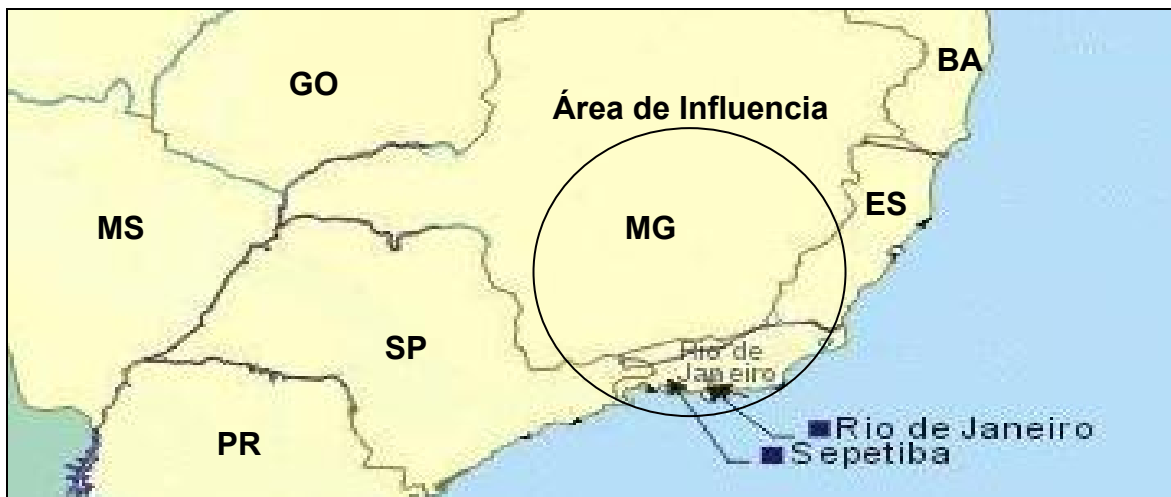 BA
GO
Área de Influencia
ES
MS
MG
SP
Rio de
Janeiro
PR
Rio de Janeiro
Sepetiba